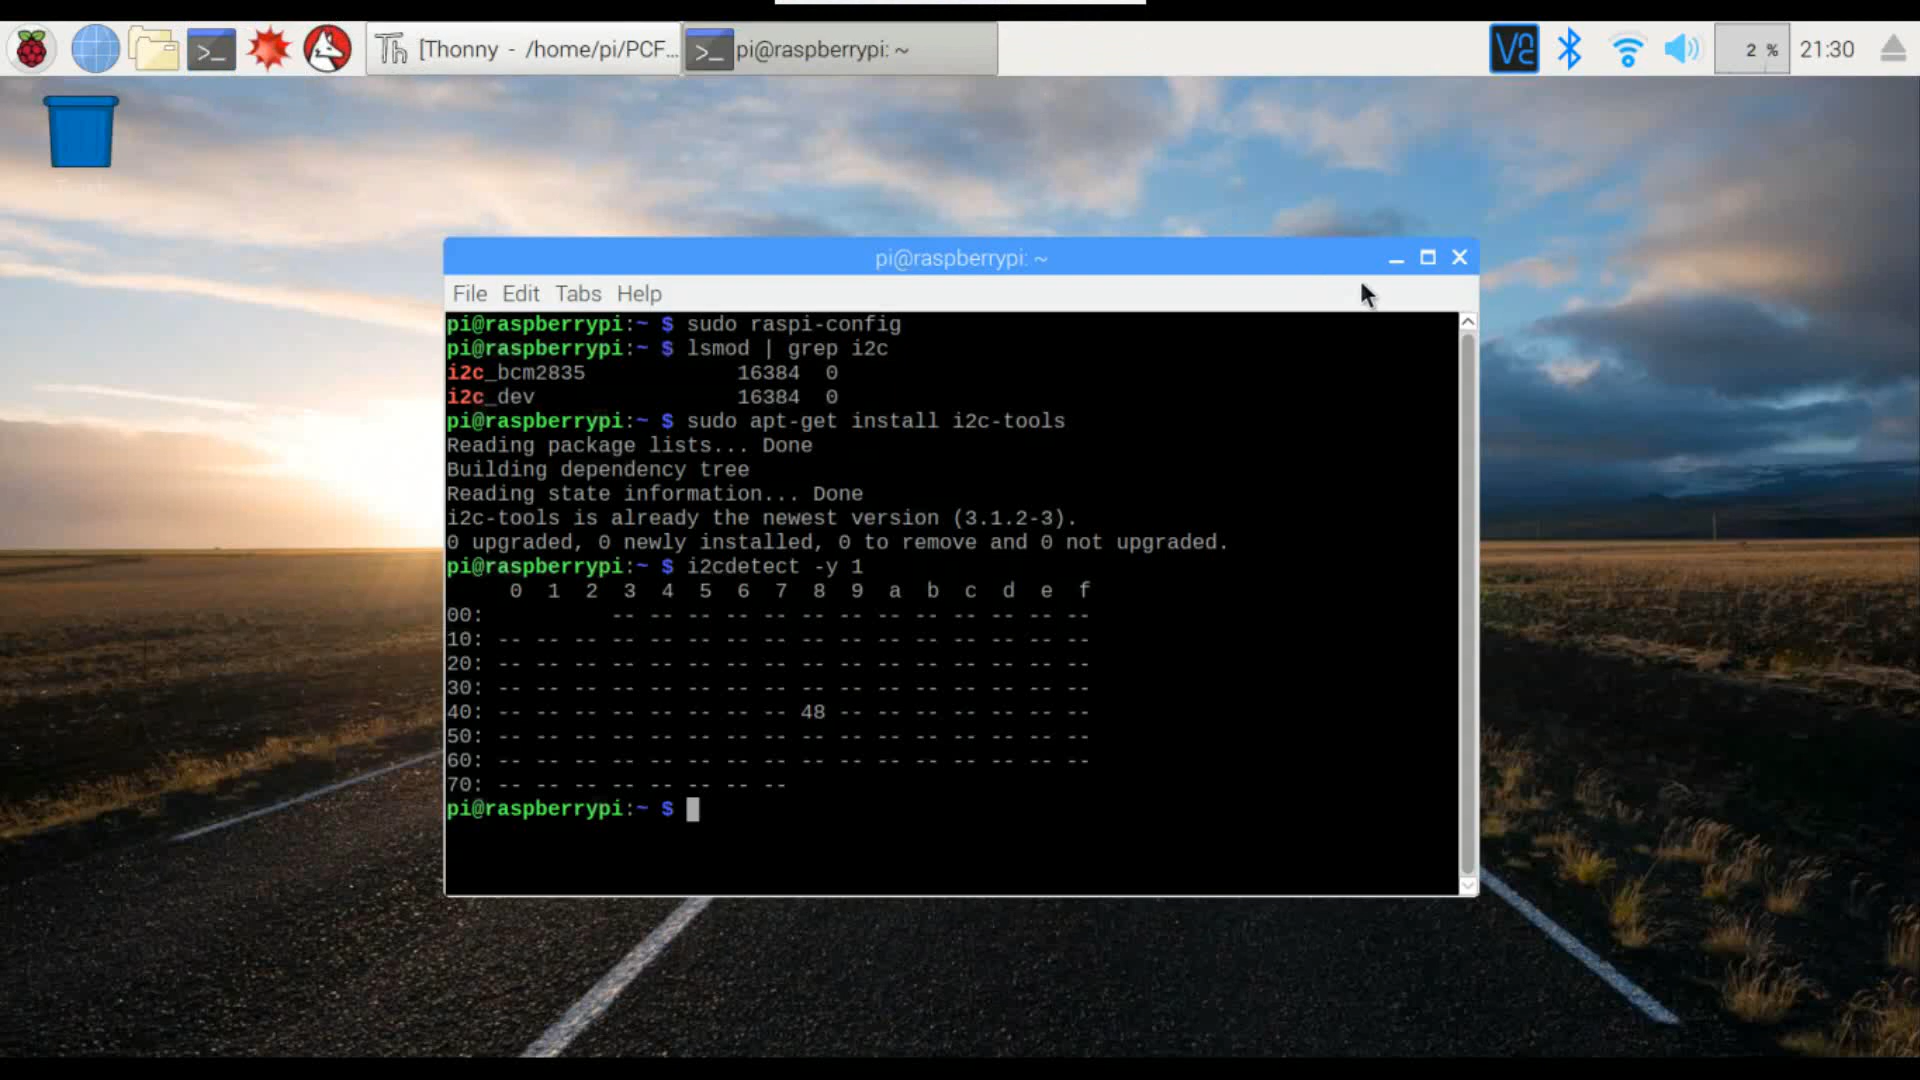 [Thonny - /home/pi/PCF... pi@raspberrypi: ~ 2 % 21:30
pi@raspberrypi: ~
File Edit Tabs Help
pi@raspberrypi:~ $ sudo raspi-config
pi@raspberrypi:~ $ lsmod | grep i2c
i2c_bcm2835            16384  0
i2c_dev                16384  0
pi@raspberrypi:~ $ sudo apt-get install i2c-tools
Reading package lists... Done
Building dependency tree
Reading state information... Done
i2c-tools is already the newest version (3.1.2-3).
0 upgraded, 0 newly installed, 0 to remove and 0 not upgraded.
pi@raspberrypi:~ $ i2cdetect -y 1
     0  1  2  3  4  5  6  7  8  9  a  b  c  d  e  f
00:          -- -- -- -- -- -- -- -- -- -- -- -- --
10: -- -- -- -- -- -- -- -- -- -- -- -- -- -- -- --
20: -- -- -- -- -- -- -- -- -- -- -- -- -- -- -- --
30: -- -- -- -- -- -- -- -- -- -- -- -- -- -- -- --
40: -- -- -- -- -- -- -- -- 48 -- -- -- -- -- -- --
50: -- -- -- -- -- -- -- -- -- -- -- -- -- -- -- --
60: -- -- -- -- -- -- -- -- -- -- -- -- -- -- -- --
70: -- -- -- -- -- -- -- --
pi@raspberrypi:~ $